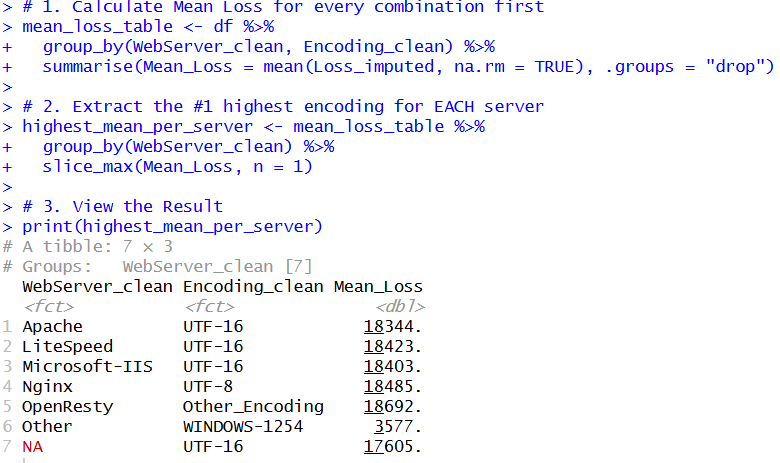 > # 1. Calculate Mean Loss for every combination first
> mean_loss_table <- df %>%
+   group_by(WebServer_clean, Encoding_clean) %>%
+   summarise(Mean_Loss = mean(Loss_imputed, na.rm = TRUE), .groups = "drop")
>
> # 2. Extract the #1 highest encoding for EACH server
> highest_mean_per_server <- mean_loss_table %>%
+   group_by(WebServer_clean) %>%
+   slice_max(Mean_Loss, n = 1)
>
> # 3. View the Result
> print(highest_mean_per_server)
# A tibble: 7 × 3
# Groups:   WebServer_clean [7]
  WebServer_clean Encoding_clean Mean_Loss
  <fct>           <fct>              <dbl>
1 Apache          UTF-16            18344.
2 LiteSpeed       UTF-16            18423.
3 Microsoft-IIS   UTF-16            18403.
4 Nginx           UTF-8             18485.
5 OpenResty       Other_Encoding    18692.
6 Other           WINDOWS-1254       3577.
7 NA              UTF-16            17605.